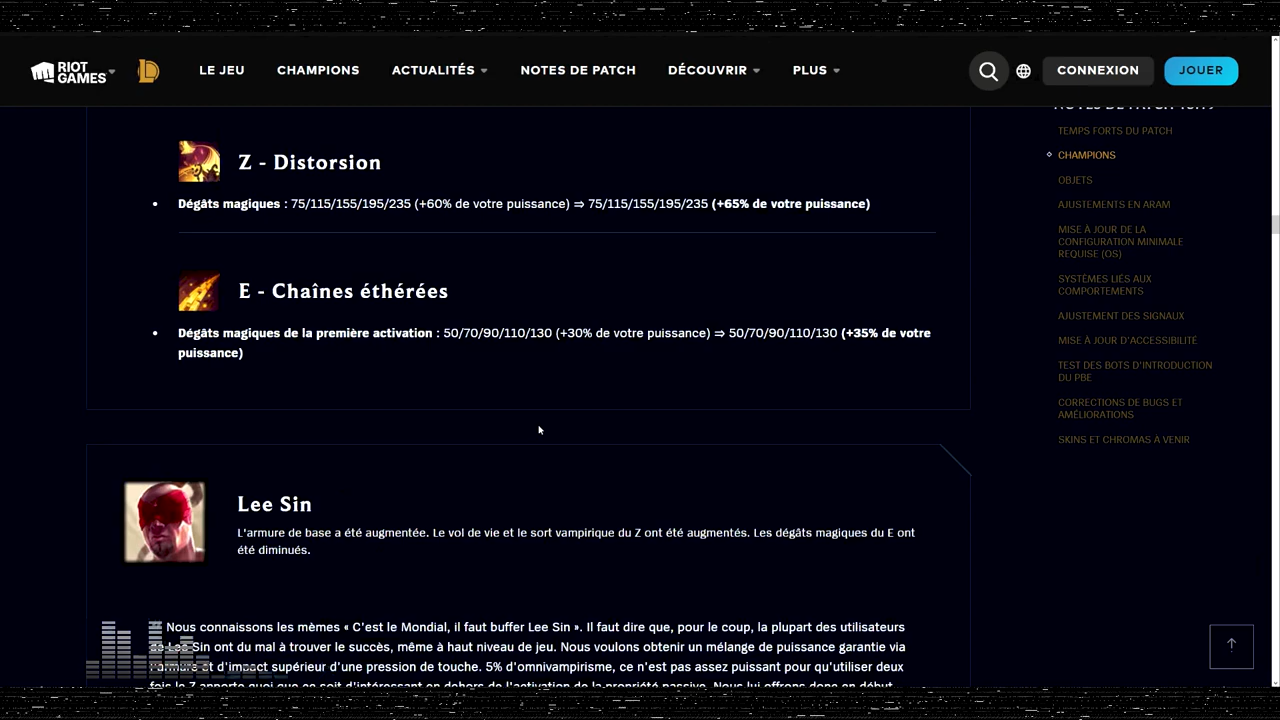 RIOT GAMES
LE JEU
CHAMPIONS
ACTUALITÉS
NOTES DE PATCH
DÉCOUVRIR
PLUS
CONNEXION
JOUER
Z - Distorsion
• Dégâts magiques : 75/115/155/195/235 (+60% de votre puissance) ⇒ 75/115/155/195/235 (+65% de votre puissance)
E - Chaînes éthérées
• Dégâts magiques de la première activation : 50/70/90/110/130 (+30% de votre puissance) ⇒ 50/70/90/110/130 (+35% de votre
puissance)
Lee Sin
L'armure de base a été augmentée. Le vol de vie et le sort vampirique du Z ont été augmentés. Les dégâts magiques du E ont
été diminués.
Nous connaissons les mèmes « C'est le Mondial, il faut buffer Lee Sin ». Il faut dire que, pour le coup, la plupart des utilisateurs
de Lee Sin ont du mal à trouver le succès, même à haut niveau de jeu. Nous voulons obtenir un mélange de puissance garantie via
l'armure et d'impact supérieur d'une pression de touche. 5% d'omnivampirisme, ce n'est pas assez puissant pour qu'utiliser deux
NOTES DE PATCH
TEMPS FORTS DU PATCH
CHAMPIONS
OBJETS
AJUSTEMENTS EN ARAM
MISE À JOUR DE LA
CONFIGURATION MINIMALE
REQUISE (OS)
SYSTÈMES LIÉS AUX
COMPORTEMENTS
AJUSTEMENT DES SIGNAUX
MISE À JOUR D'ACCESSIBILITÉ
TEST DES BOTS D'INTRODUCTION
DU PBE
CORRECTIONS DE BUGS ET
AMÉLIORATIONS
SKINS ET CHROMAS À VENIR